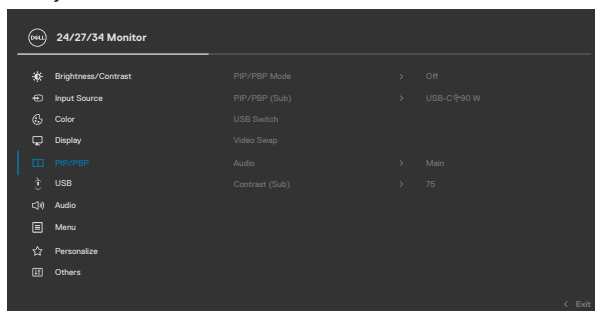 DELL 24/27/34 Monitor
Brightness/Contrast PIP/PBP Mode > Off
Input Source PIP/PBP (Sub) > USB-C 90 W
Color USB Switch
Display Video Swap
PIP/PBP Audio > Main
USB Contrast (Sub) > 75
Audio
Menu
Personalize
Others
< Exit